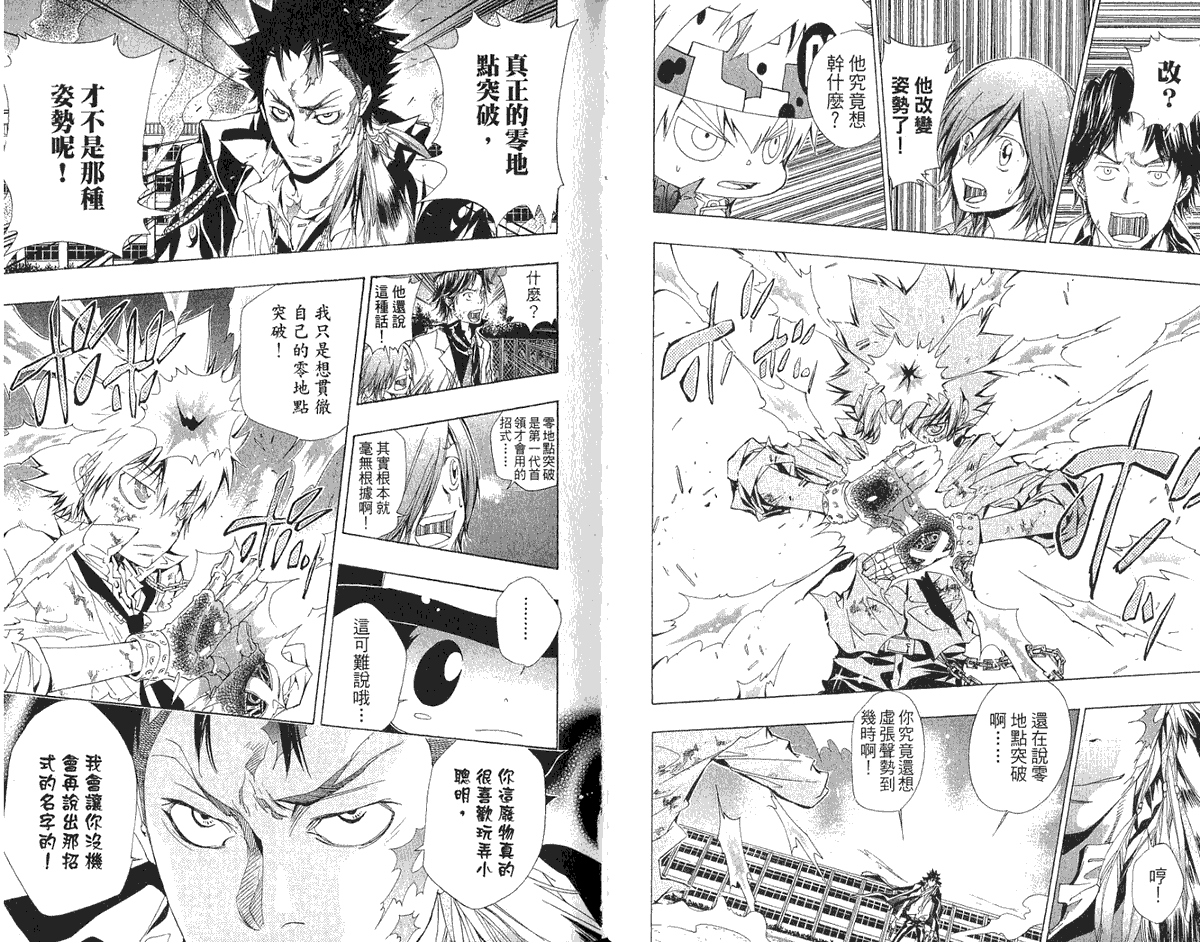 改？
他改變
姿勢了！
他究竟想
幹什麼？
還在說零
地點突破
啊……
你究竟還想
虛張聲勢到
幾時啊！
哼！
真正的零地
點突破，
才不是那種
姿勢呢！
什麼？
他還說
這種話！
我只是想貫徹
自己的零地點
突破！
零地點突破
是第一代首
領才會用的
招式……
其實根本就
毫無根據啊！
………
這可難說哦…
你這廢物真的
很喜歡玩弄小
聰明，
我會讓你沒機
會再說出那招
式的名字的！